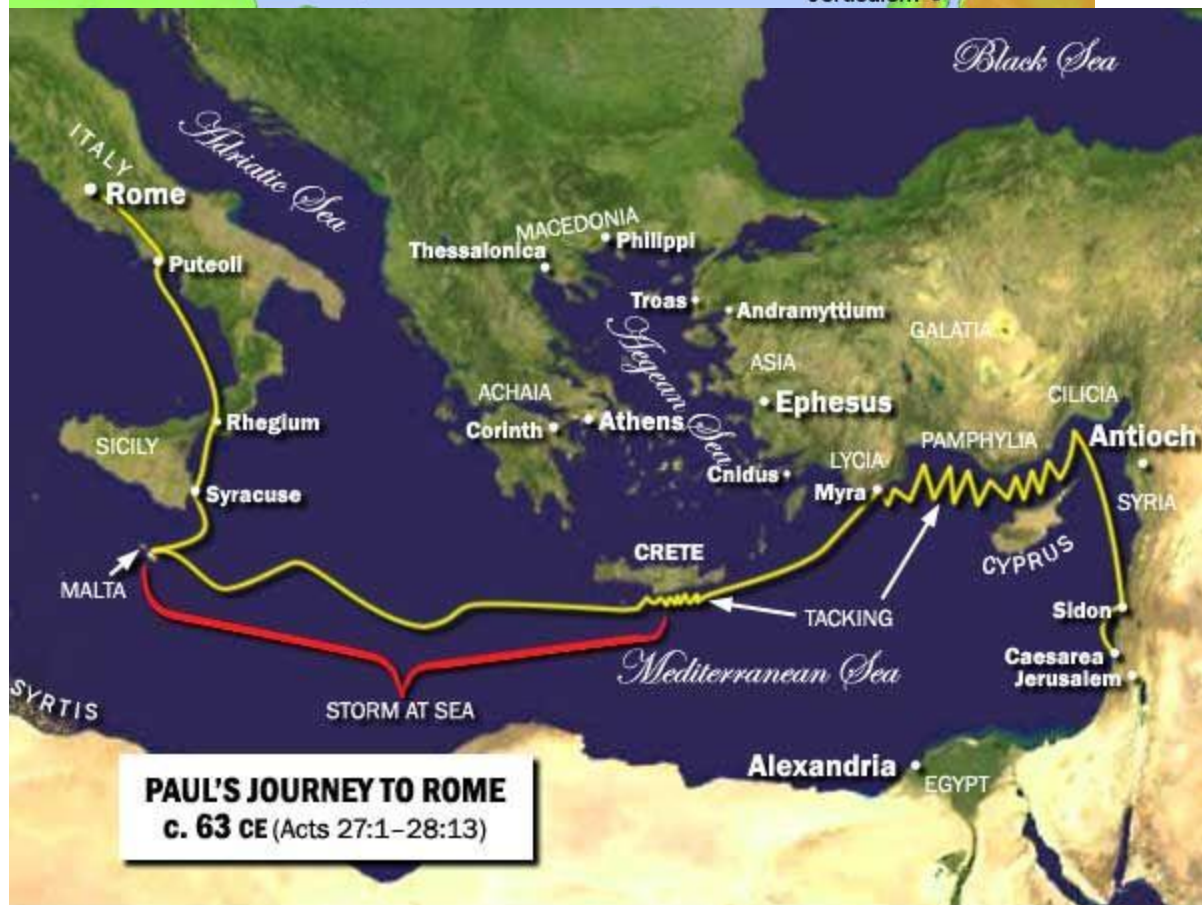 Jerusalem
Black Sea
ITALY
Adriatic Sea
Rome
MACEDONIA
Thessalonica
Philippi
Puteoli
Troas
Andramyttium
GALATIA
Aegean Sea
ASIA
CILICIA
ACHAIA
Ephesus
Rhegium
Corinth
Athens
Antioch
SICILY
PAMPHYLIA
LYCIA
Cnidus
Myra
Syracuse
SYRIA
CRETE
CYPRUS
MALTA
TACKING
Sidon
Caesarea
Mediterranean Sea
Jerusalem
SYRTIS
STORM AT SEA
Alexandria
EGYPT
PAUL'S JOURNEY TO ROME
c. 63 CE (Acts 27:1–28:13)